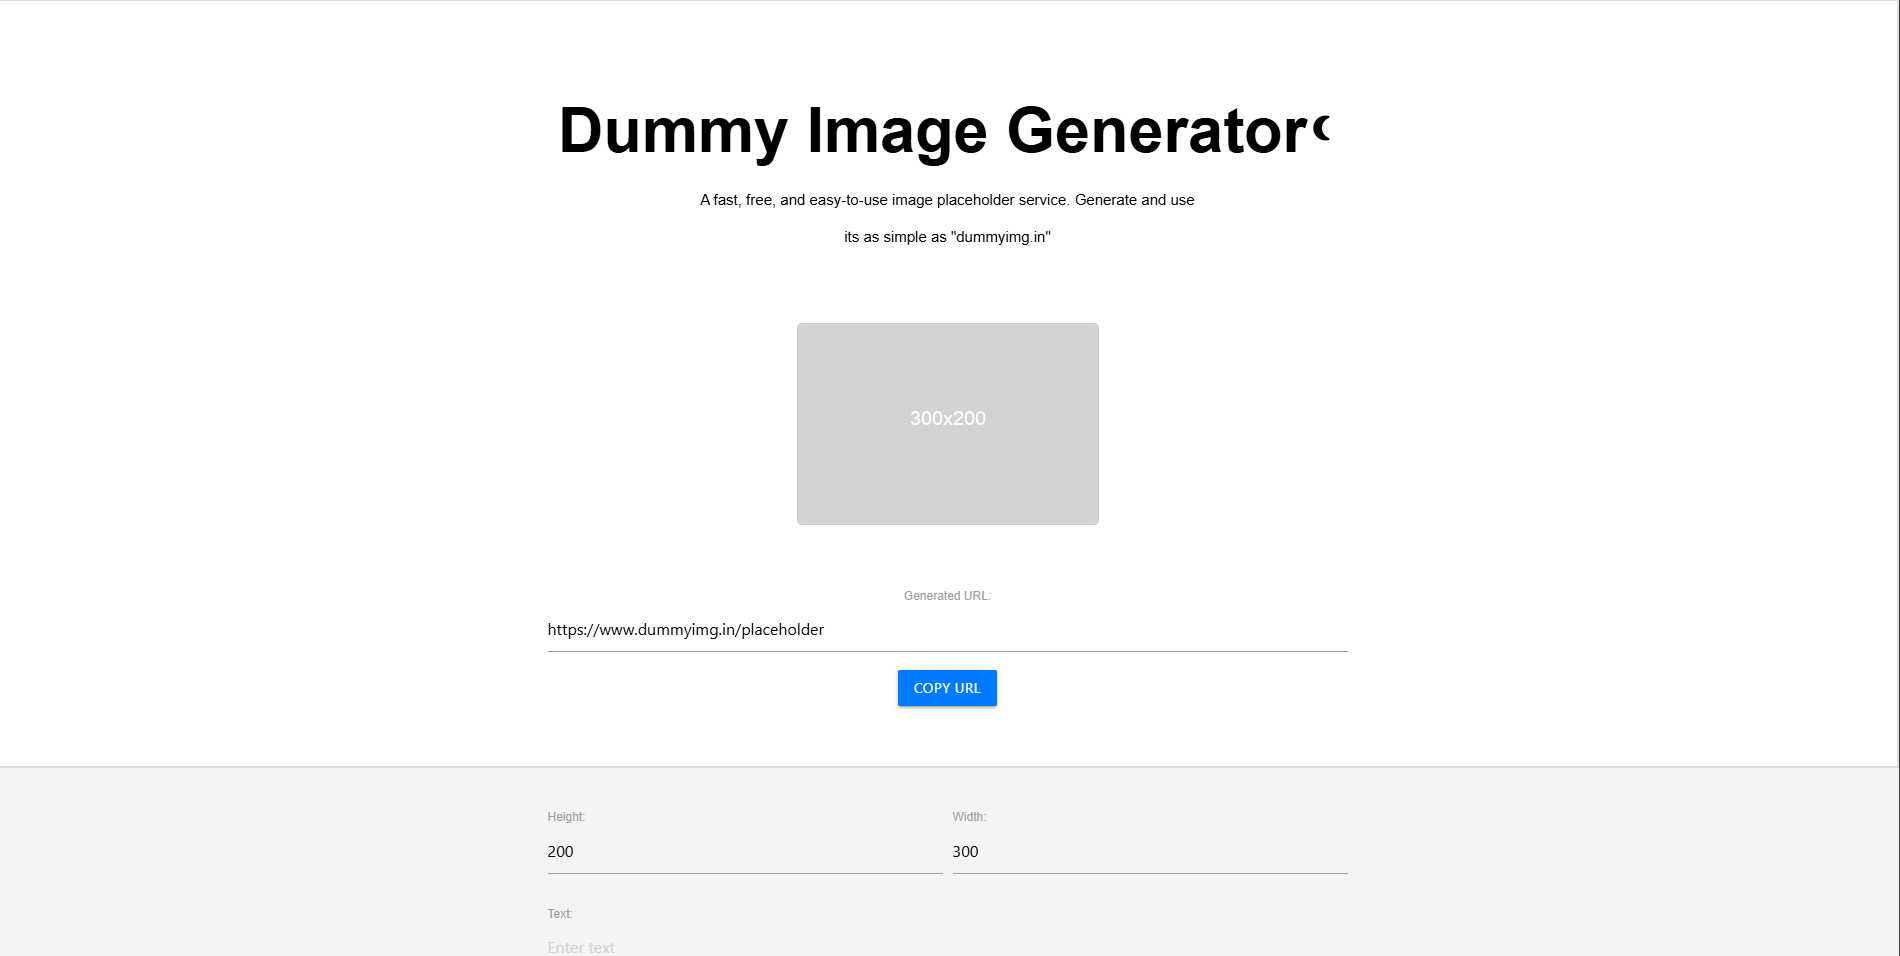 Dummy Image Generator
A fast, free, and easy-to-use image placeholder service. Generate and use
its as simple as "dummyimg.in"
300x200
Generated URL:
https://www.dummyimg.in/placeholder
COPY URL
Height:
Width:
200
300
Text:
Enter text